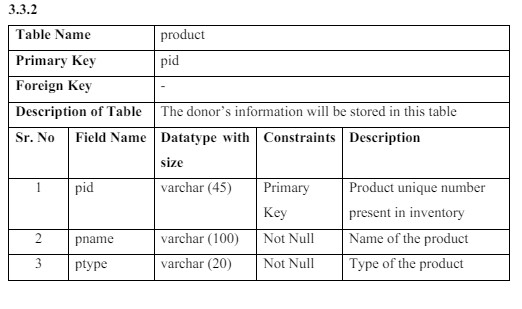 3.3.2
Table Name product
Primary Key pid
Foreign Key -
Description of Table The donor's information will be stored in this table
Sr. No Field Name Datatype with size Constraints Description
1 pid varchar (45) Primary Key Product unique number present in inventory
2 pname varchar (100) Not Null Name of the product
3 ptype varchar (20) Not Null Type of the product